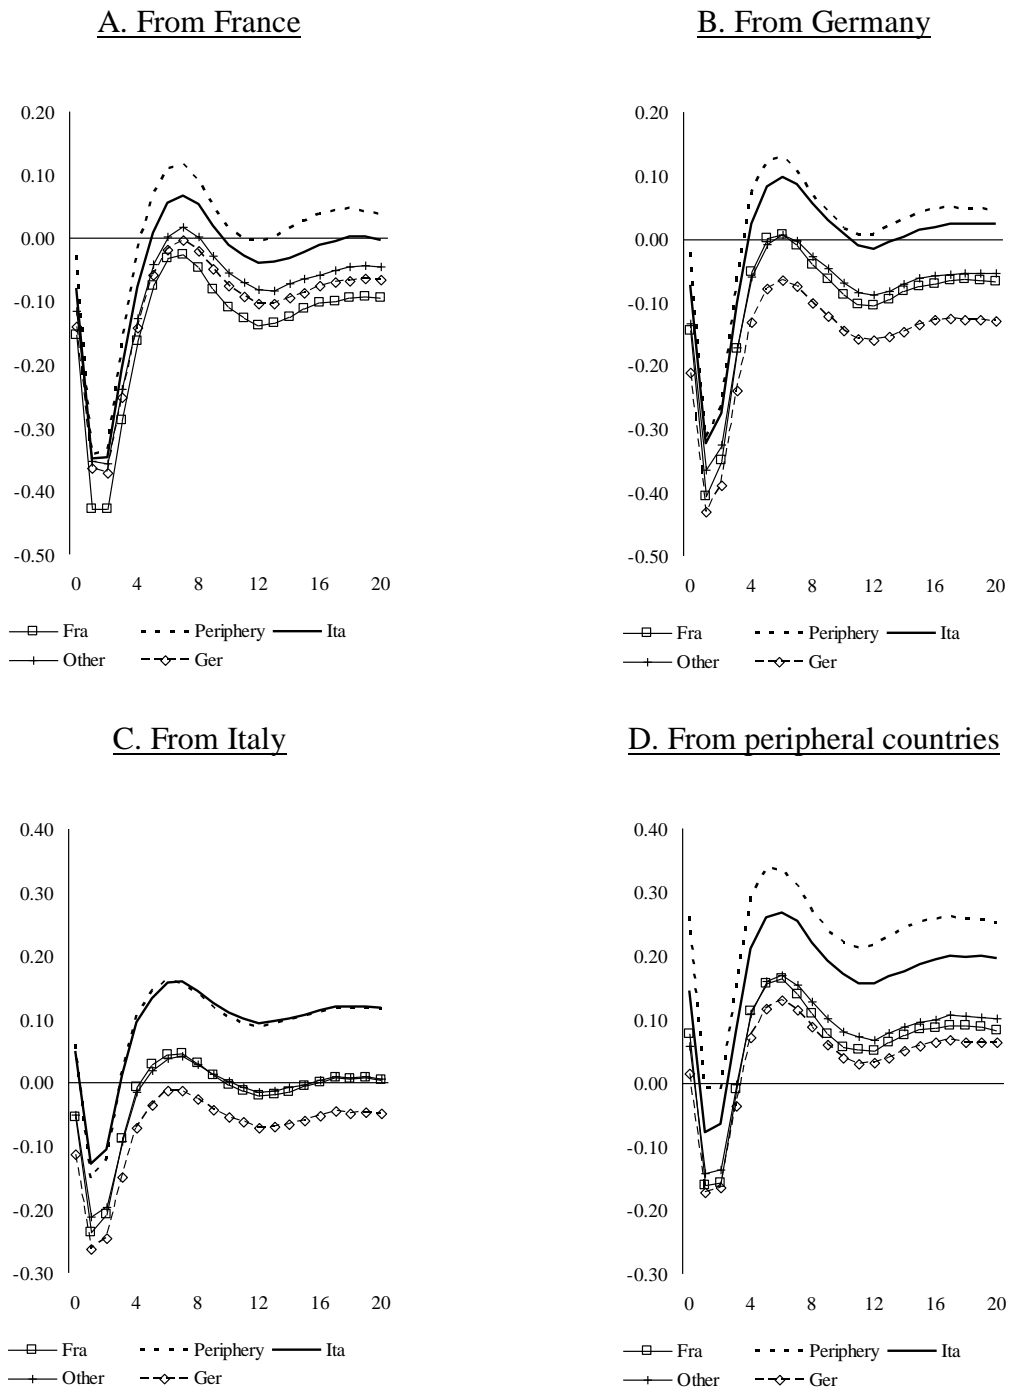 A. From France
0.20
0.10
0.00
-0.10
-0.20
-0.30
-0.40
-0.50
0 4 8 12 16 20
Fra Periphery Ita
Other Ger
B. From Germany
0.20
0.10
0.00
-0.10
-0.20
-0.30
-0.40
-0.50
0 4 8 12 16 20
Fra Periphery Ita
Other Ger
C. From Italy
0.40
0.30
0.20
0.10
0.00
-0.10
-0.20
-0.30
0 4 8 12 16 20
Fra Periphery Ita
Other Ger
D. From peripheral countries
0.40
0.30
0.20
0.10
0.00
-0.10
-0.20
-0.30
0 4 8 12 16 20
Fra Periphery Ita
Other Ger